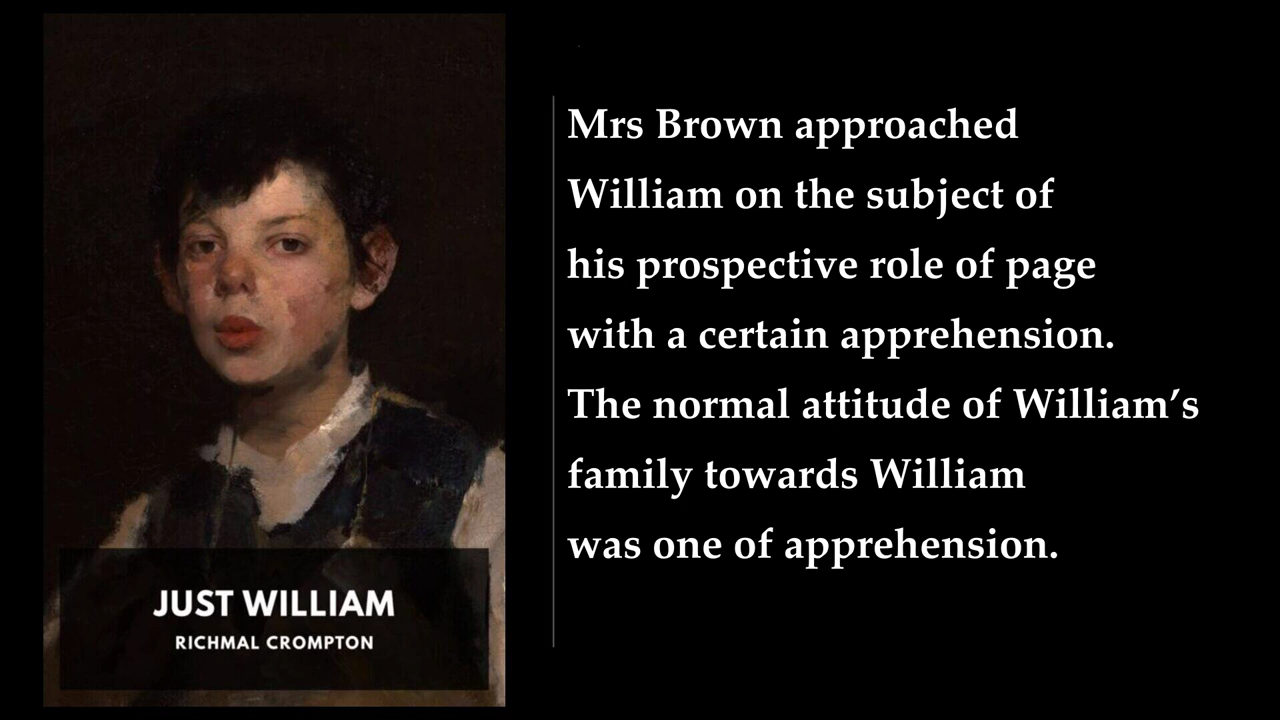 JUST WILLIAM
RICHMAL CROMPTON
Mrs Brown approached
William on the subject of
his prospective role of page
with a certain apprehension.
The normal attitude of William’s
family towards William
was one of apprehension.